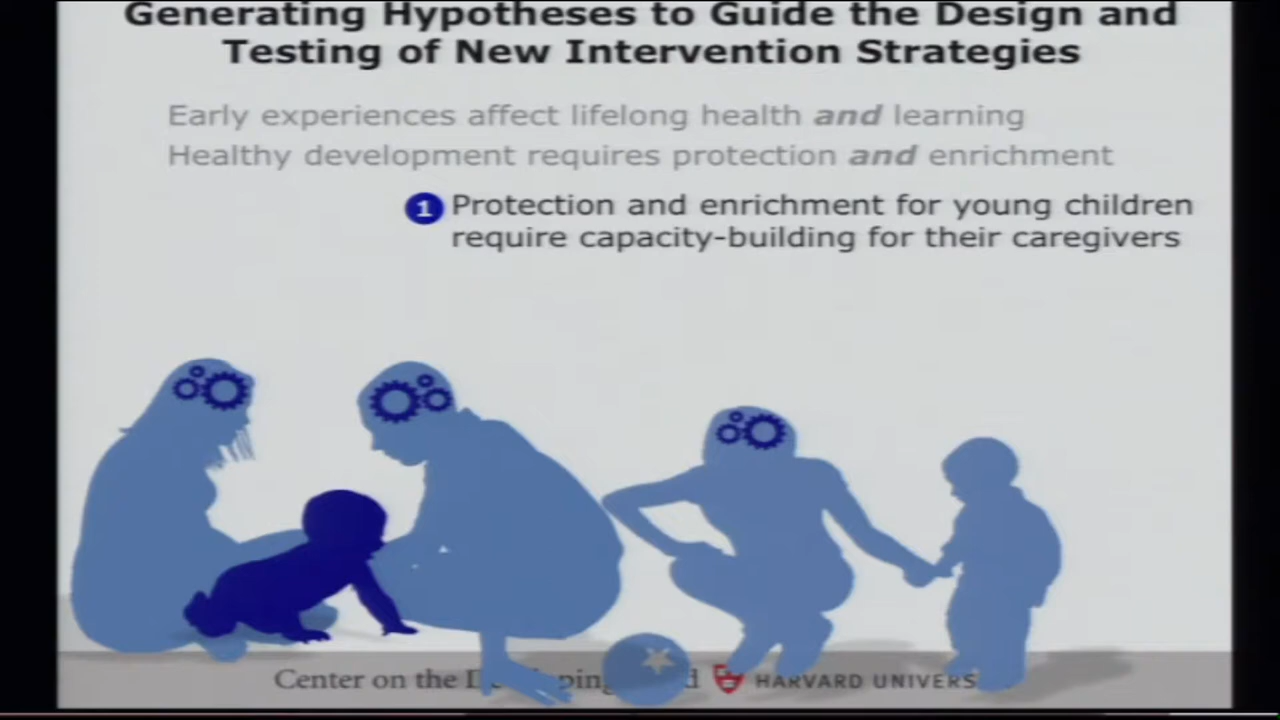 Generating Hypotheses to Guide the Design and
Testing of New Intervention Strategies
Early experiences affect lifelong health and learning
Healthy development requires protection and enrichment
1 Protection and enrichment for young children
require capacity-building for their caregivers
Center on the
HARVARD UNIVERS